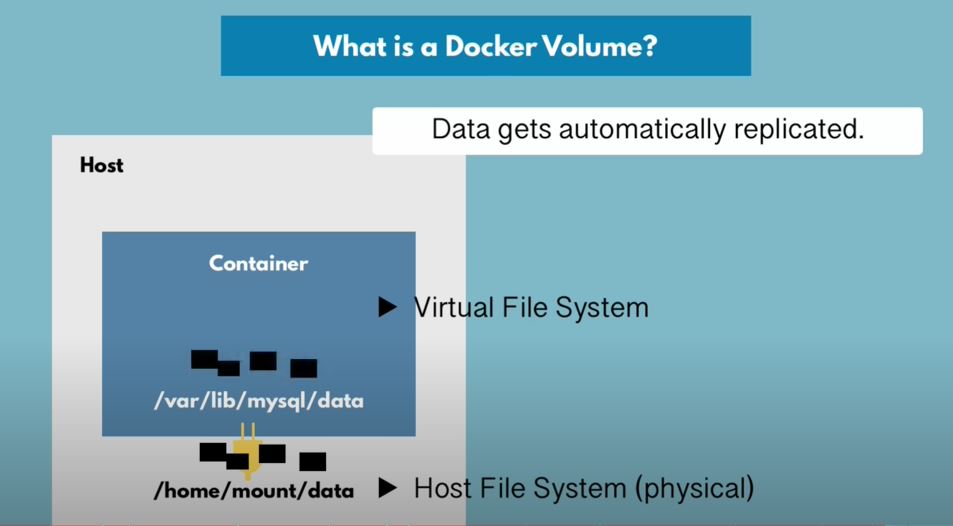 What is a Docker Volume?
Data gets automatically replicated.
Host
Container
Virtual File System
/var/lib/mysql/data
/home/mount/data
Host File System (physical)